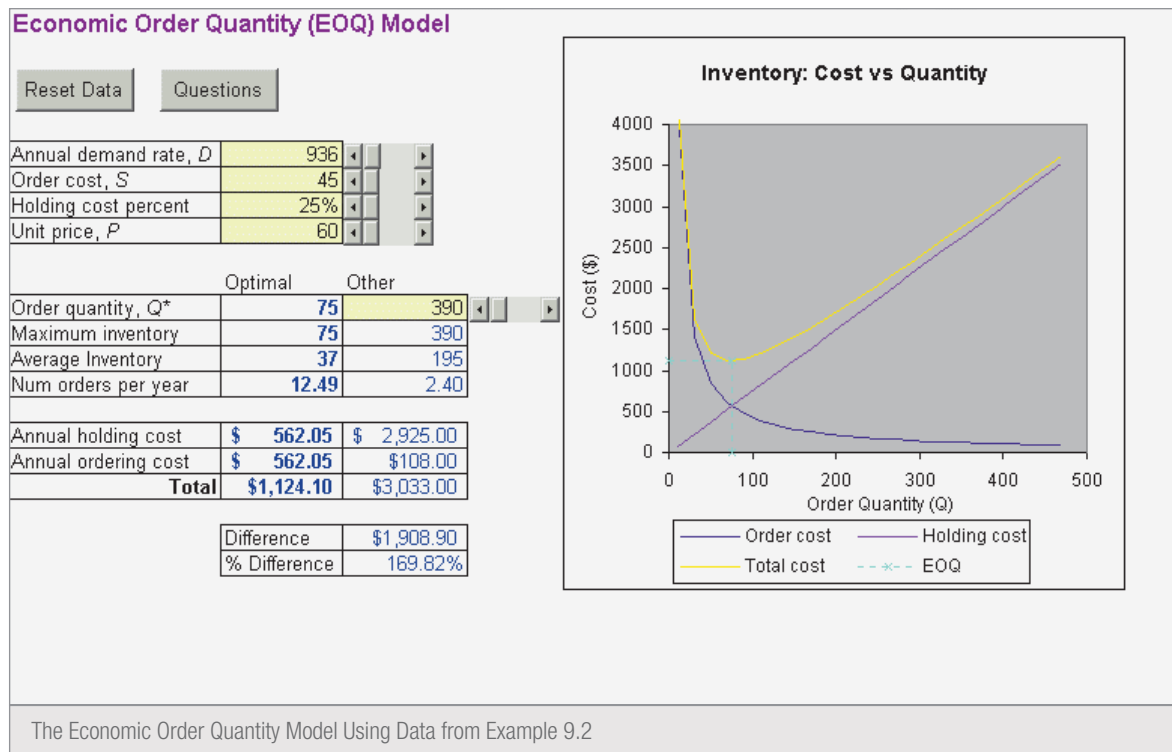 Economic Order Quantity (EOQ) Model
Reset Data
Questions
Annual demand rate, D 936
Order cost, S 45
Holding cost percent 25%
Unit price, P 60
Optimal Other
Order quantity, Q* 75 390
Maximum inventory 75 390
Average Inventory 37 195
Num orders per year 12.49 2.40
Annual holding cost $ 562.05 $ 2,925.00
Annual ordering cost $ 562.05 $108.00
Total $1,124.10 $3,033.00
Difference $1,908.90
% Difference 169.82%
Inventory: Cost vs Quantity
Cost ($)
4000
3500
3000
2500
2000
1500
1000
500
0
0 100 200 300 400 500
Order Quantity (Q)
Order cost Holding cost
Total cost EOQ
The Economic Order Quantity Model Using Data from Example 9.2